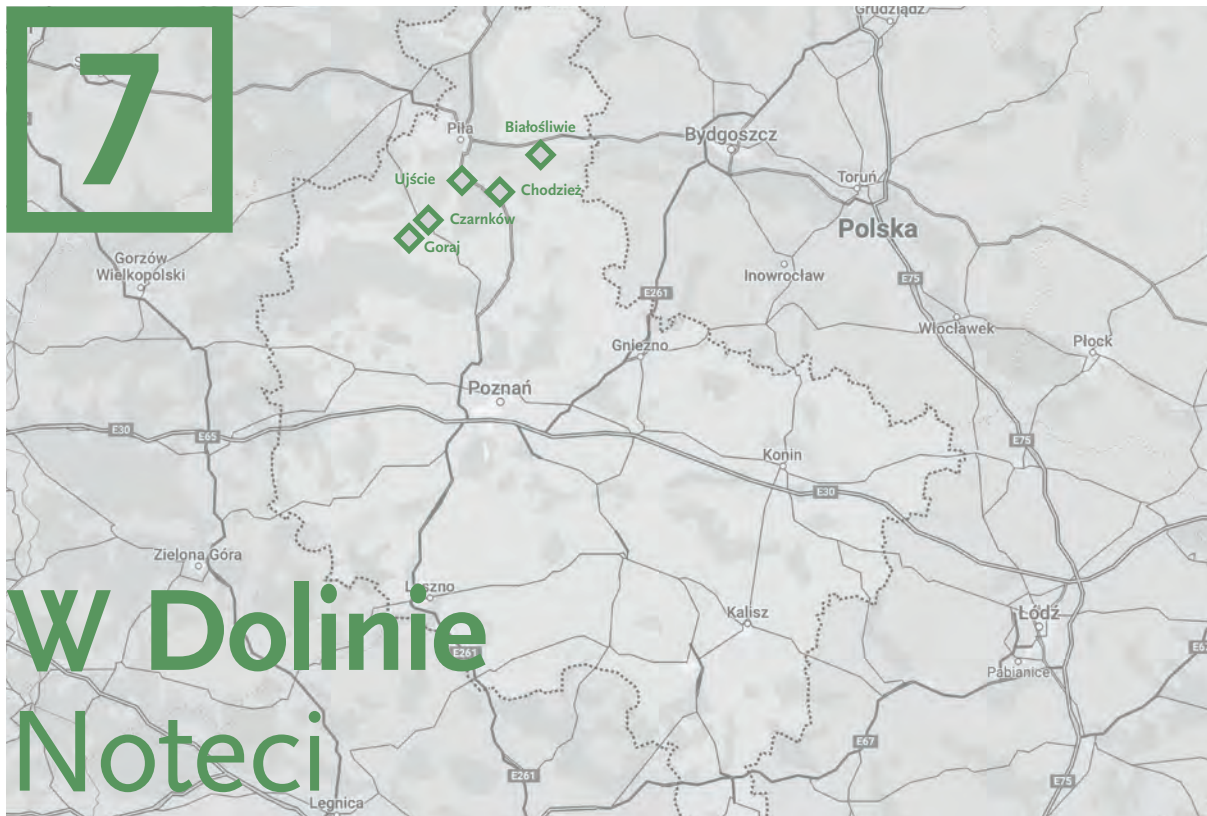 7
Grudziądz
Piła
Białośliwie
Bydgoszcz
Ujście
Chodzież
Toruń
Czarnków
Polska
Goraj
Gorzów
Wielkopolski
Inowrocław
E75
E261
Włocławek
Gniezno
Płock
Poznań
E30
E65
E75
Konin
E30
Zielona Góra
Leszno
Kalisz
Łódź
W Dolinie
E261
Pabianice
Noteci
E67
E261
E75
Legnica